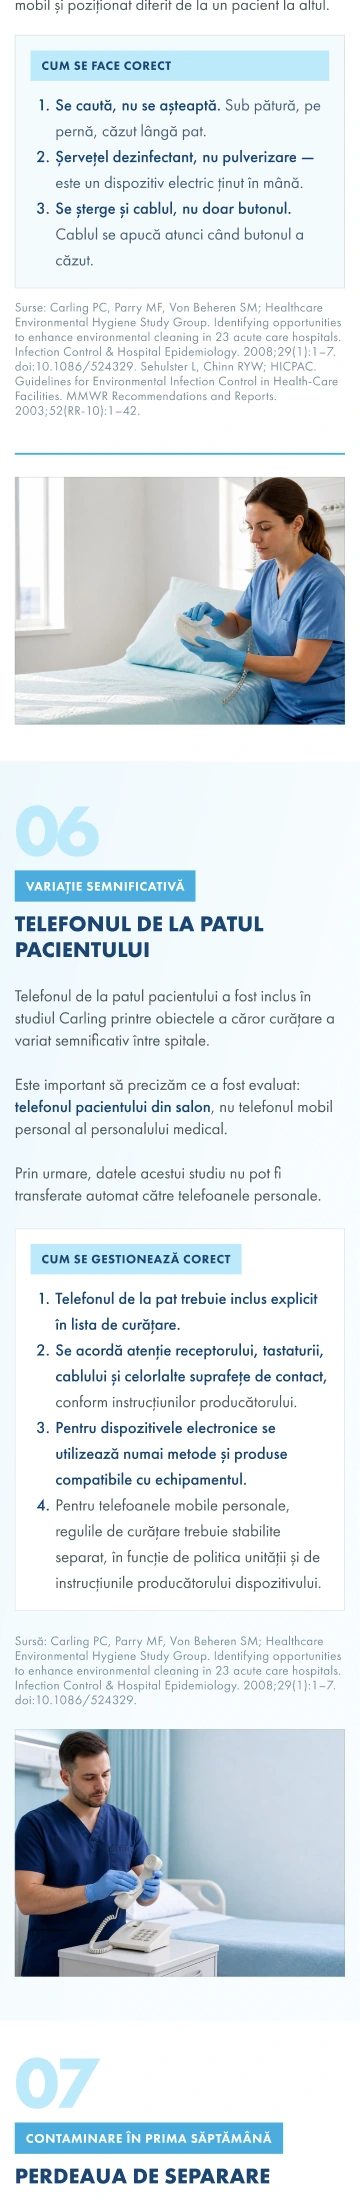 mobil și poziționat diferit de la un pacient la altul.
CUM SE FACE CORECT
1. Se caută, nu se așteaptă. Sub pătură, pe
pernă, căzut lângă pat.
2. Șervețel dezinfectant, nu pulverizare —
este un dispozitiv electric ținut în mână.
3. Se șterge și cablul, nu doar butonul.
Cablul se apucă atunci când butonul a
căzut.
Surse: Carling PC, Parry MF, Von Beheren SM; Healthcare
Environmental Hygiene Study Group. Identifying opportunities
to enhance environmental cleaning in 23 acute care hospitals.
Infection Control & Hospital Epidemiology. 2008;29(1):1–7.
doi:10.1086/524329. Sehulster L, Chinn RYW; HICPAC.
Guidelines for Environmental Infection Control in Health-Care
Facilities. MMWR Recommendations and Reports.
2003;52(RR-10):1–42.
06
VARIAȚIE SEMNIFICATIVĂ
TELEFONUL DE LA PATUL
PACIENTULUI
Telefonul de la patul pacientului a fost inclus în
studiul Carling printre obiectele a căror curățare a
variat semnificativ între spitale.
Este important să precizăm ce a fost evaluat:
telefonul pacientului din salon, nu telefonul mobil
personal al personalului medical.
Prin urmare, datele acestui studiu nu pot fi
transferate automat către telefoanele personale.
CUM SE GESTIONEAZĂ CORECT
1. Telefonul de la pat trebuie inclus explicit
în lista de curățare.
2. Se acordă atenție receptorului, tastaturii,
cablului și celorlalte suprafețe de contact,
conform instrucțiunilor producătorului.
3. Pentru dispozitivele electronice se
utilizează numai metode și produse
compatibile cu echipamentul.
4. Pentru telefoanele mobile personale,
regulile de curățare trebuie stabilite
separat, în funcție de politica unității și de
instrucțiunile producătorului dispozitivului.
Sursă: Carling PC, Parry MF, Von Beheren SM; Healthcare
Environmental Hygiene Study Group. Identifying opportunities
to enhance environmental cleaning in 23 acute care hospitals.
Infection Control & Hospital Epidemiology. 2008;29(1):1–7.
doi:10.1086/524329.
07
CONTAMINARE ÎN PRIMA SĂPTĂMÂNĂ
PERDEAUA DE SEPARARE